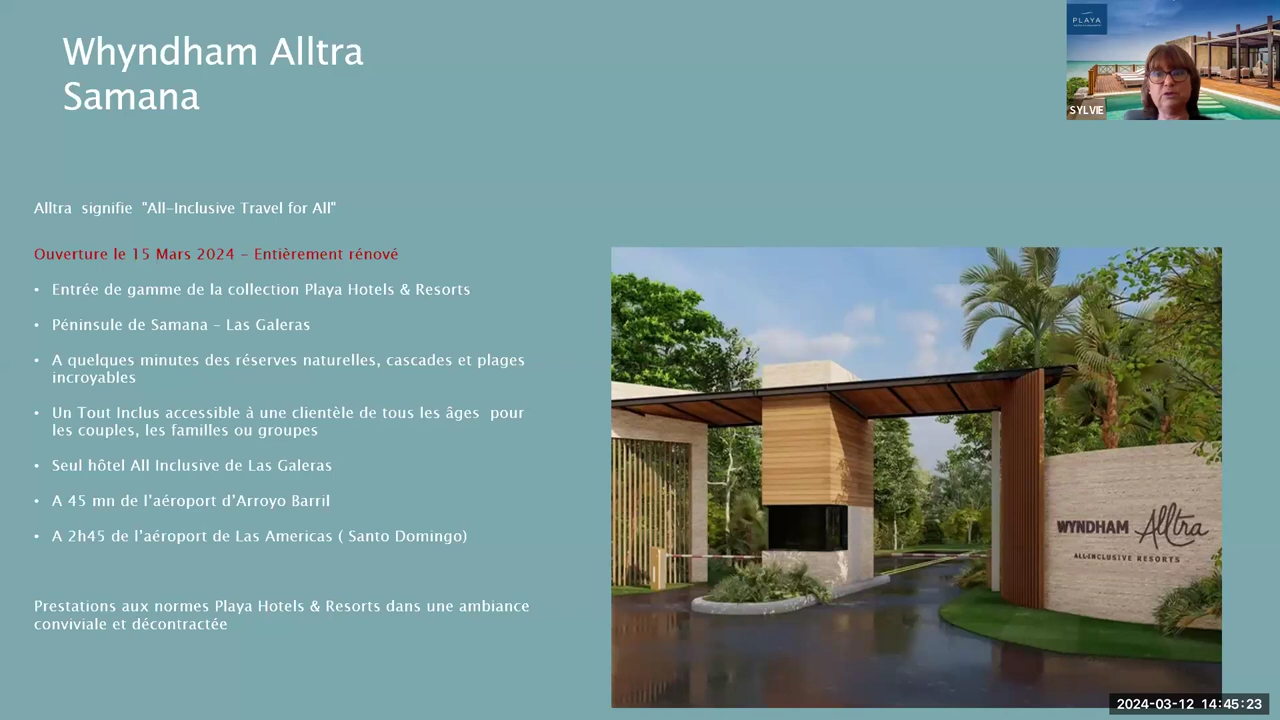 Whyndham Alltra
Samana
PLAYA
SYLVIE
Alltra signifie "All-Inclusive Travel for All"
Ouverture le 15 Mars 2024 – Entièrement rénové
• Entrée de gamme de la collection Playa Hotels & Resorts
• Péninsule de Samana – Las Galeras
• A quelques minutes des réserves naturelles, cascades et plages
incroyables
• Un Tout Inclus accessible à une clientèle de tous les âges pour
les couples, les familles ou groupes
• Seul hôtel All Inclusive de Las Galeras
• A 45 mn de l'aéroport d'Arroyo Barril
• A 2h45 de l'aéroport de Las Americas ( Santo Domingo)
Prestations aux normes Playa Hotels & Resorts dans une ambiance
conviviale et décontractée
WYNDHAM Alltra
ALL-INCLUSIVE RESORTS
2024-03-12 14:45:23